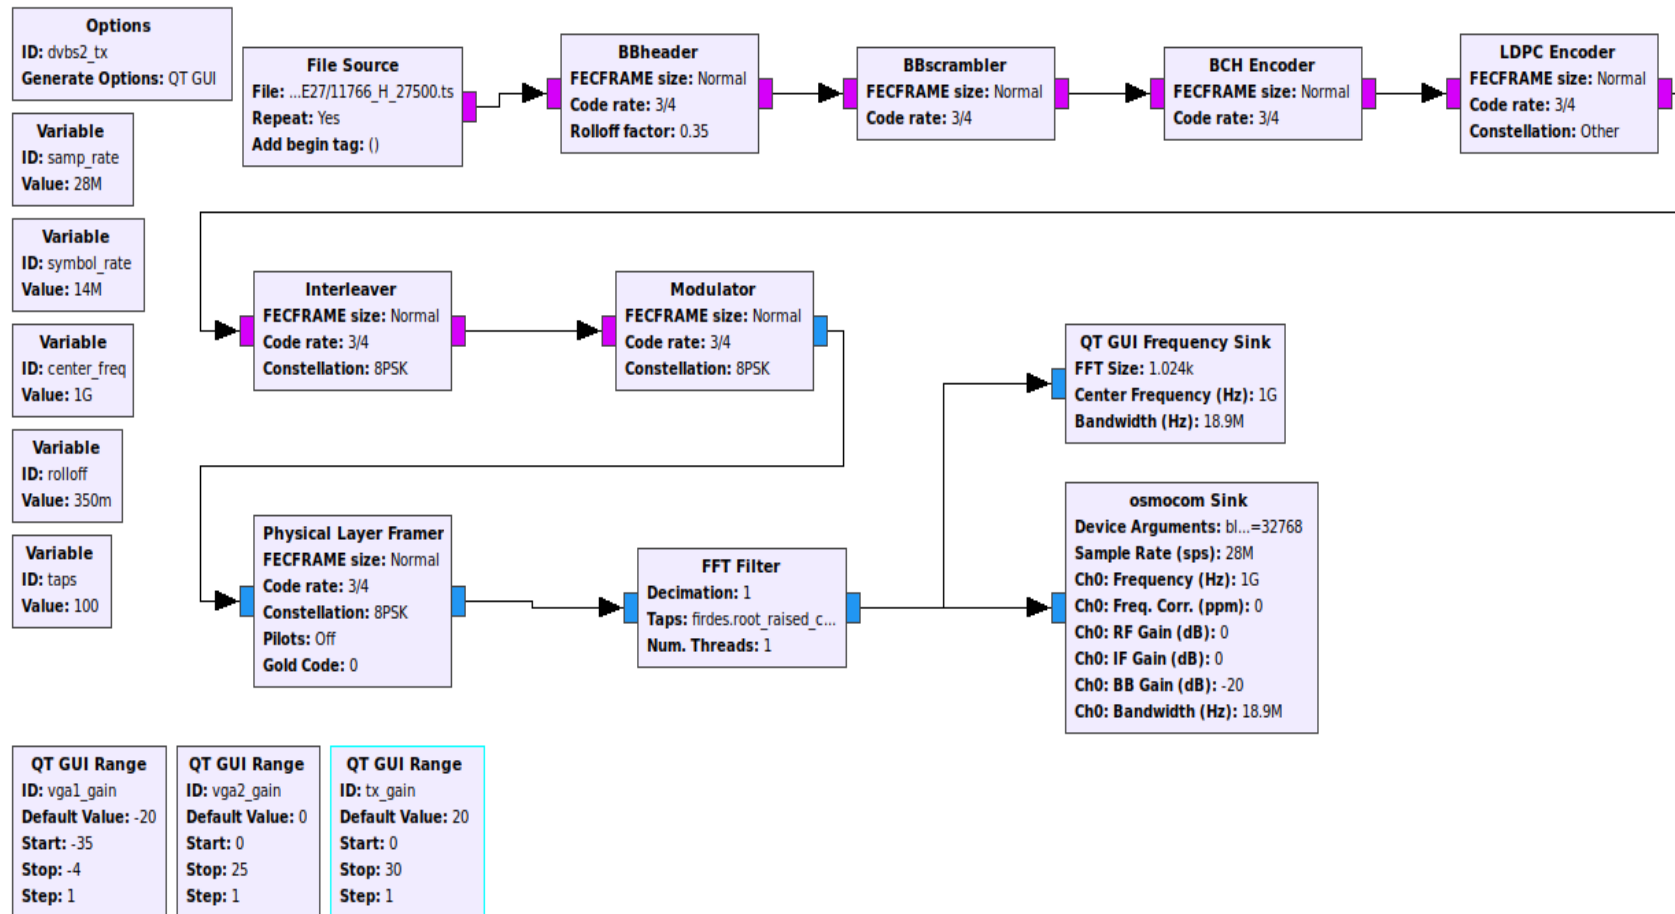 Options
ID: dvbs2_tx
Generate Options: QT GUI
Variable
ID: samp_rate
Value: 28M
Variable
ID: symbol_rate
Value: 14M
Variable
ID: center_freq
Value: 1G
Variable
ID: rolloff
Value: 350m
Variable
ID: taps
Value: 100
File Source
File: ...E27/11766_H_27500.ts
Repeat: Yes
Add begin tag: ()
BBheader
FECFRAME size: Normal
Code rate: 3/4
Rolloff factor: 0.35
BBscrambler
FECFRAME size: Normal
Code rate: 3/4
BCH Encoder
FECFRAME size: Normal
Code rate: 3/4
LDPC Encoder
FECFRAME size: Normal
Code rate: 3/4
Constellation: Other
Interleaver
FECFRAME size: Normal
Code rate: 3/4
Constellation: 8PSK
Modulator
FECFRAME size: Normal
Code rate: 3/4
Constellation: 8PSK
Physical Layer Framer
FECFRAME size: Normal
Code rate: 3/4
Constellation: 8PSK
Pilots: Off
Gold Code: 0
FFT Filter
Decimation: 1
Taps: firdes.root_raised_c...
Num. Threads: 1
QT GUI Frequency Sink
FFT Size: 1.024k
Center Frequency (Hz): 1G
Bandwidth (Hz): 18.9M
osmocom Sink
Device Arguments: bl...=32768
Sample Rate (sps): 28M
Ch0: Frequency (Hz): 1G
Ch0: Freq. Corr. (ppm): 0
Ch0: RF Gain (dB): 0
Ch0: IF Gain (dB): 0
Ch0: BB Gain (dB): -20
Ch0: Bandwidth (Hz): 18.9M
QT GUI Range
ID: vga1_gain
Default Value: -20
Start: -35
Stop: -4
Step: 1
QT GUI Range
ID: vga2_gain
Default Value: 0
Start: 0
Stop: 25
Step: 1
QT GUI Range
ID: tx_gain
Default Value: 20
Start: 0
Stop: 30
Step: 1